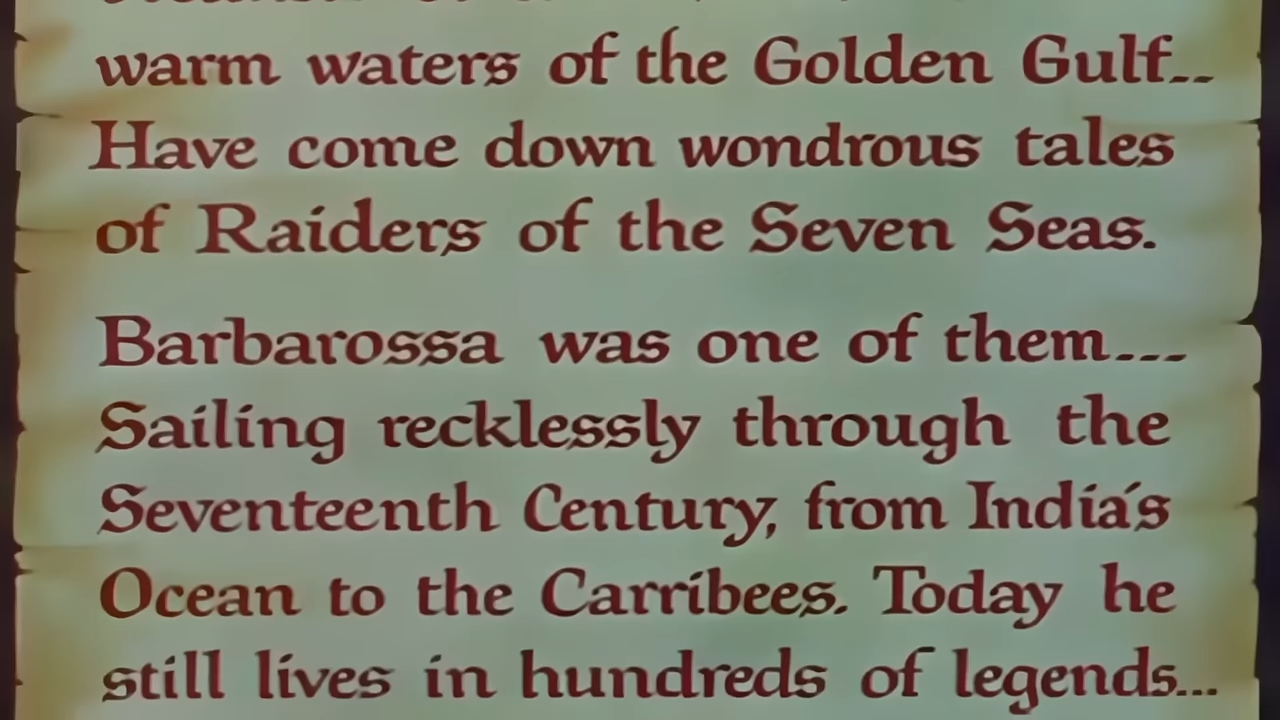 warm waters of the Golden Gulf..
Have come down wondrous tales
of Raiders of the Seven Seas.
Barbarossa was one of them...
Sailing recklessly through the
Seventeenth Century, from India's
Ocean to the Carribees. Today he
still lives in hundreds of legends...